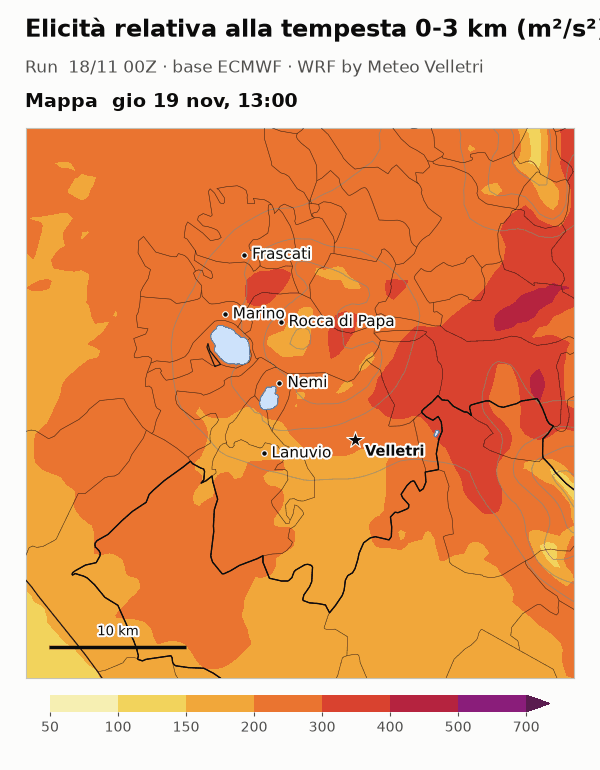 Elicità relativa alla tempesta 0-3 km (m²/s²)
Run 18/11 00Z · base ECMWF · WRF by Meteo Velletri
Mappa gio 19 nov, 13:00
Frascati
Marino
Rocca di Papa
Nemi
Velletri
Lanuvio
10 km
50 100 150 200 300 400 500 700